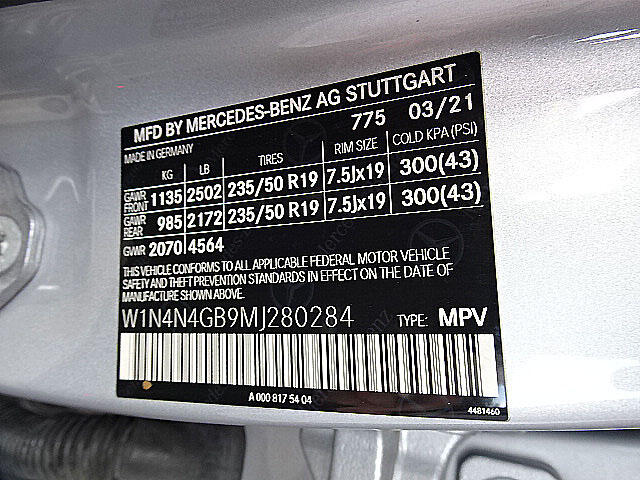 MFD BY MERCEDES-BENZ AG STUTTGART
775 03/21
MADE IN GERMANY
KG LB TIRES RIM SIZE COLD KPA (PSI)
GAWR FRONT 1135 2502 235/50 R19 7.5Jx19 300(43)
GAWR REAR 985 2172 235/50 R19 7.5Jx19 300(43)
GVWR 2070 4564
THIS VEHICLE CONFORMS TO ALL APPLICABLE FEDERAL MOTOR VEHICLE
SAFETY AND THEFT PREVENTION STANDARDS IN EFFECT ON THE DATE OF
MANUFACTURE SHOWN ABOVE.
W1N4N4GB9MJ280284 TYPE: MPV
A 000 817 54 04
4481460